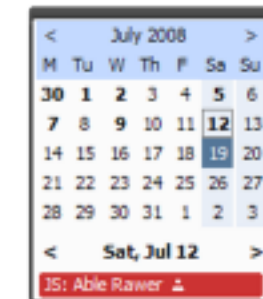 < July 2008 >
M Tu W Th F Sa Su
30 1 2 3 4 5 6
7 8 9 10 11 12 13
14 15 16 17 18 19 20
21 22 23 24 25 26 27
28 29 30 31 1 2 3
< Sat, Jul 12 >
JS: Able Rawer